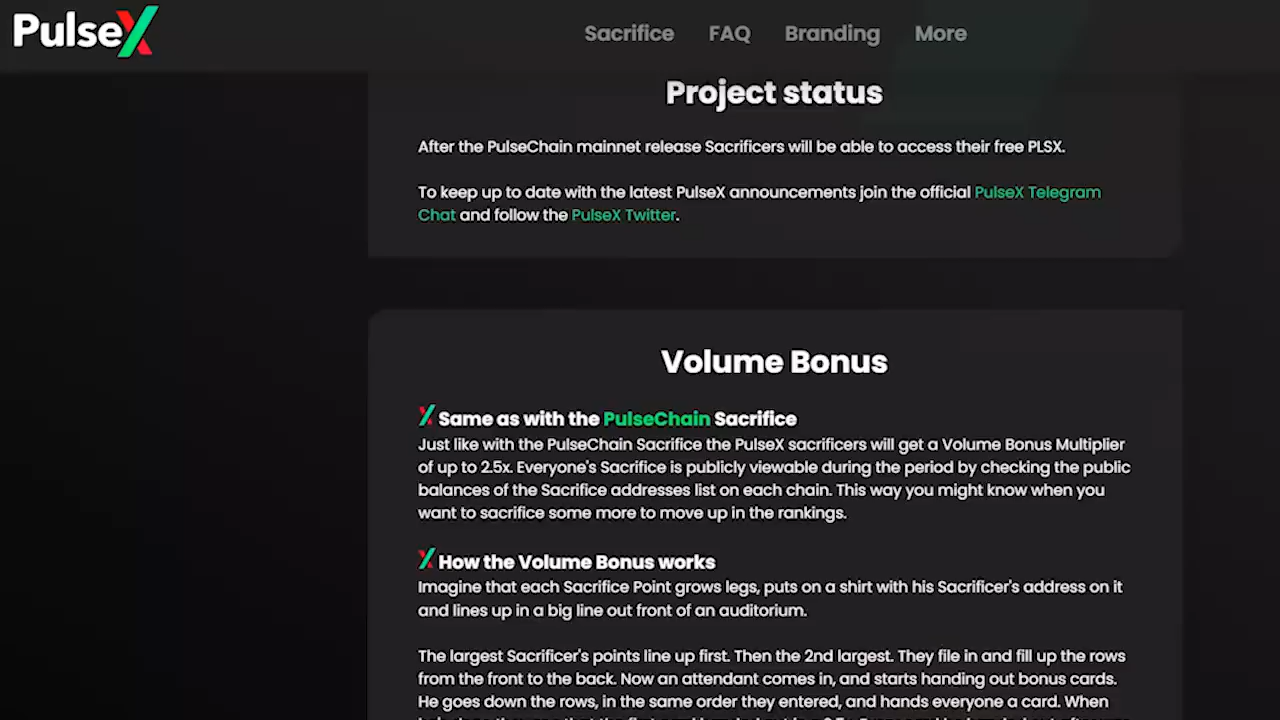 PulseX
Sacrifice FAQ Branding More
Project status
After the PulseChain mainnet release Sacrificers will be able to access their free PLSX.
To keep up to date with the latest PulseX announcements join the official PulseX Telegram
Chat and follow the PulseX Twitter.
Volume Bonus
Same as with the PulseChain Sacrifice
Just like with the PulseChain Sacrifice the PulseX sacrificers will get a Volume Bonus Multiplier
of up to 2.5x. Everyone's Sacrifice is publicly viewable during the period by checking the public
balances of the Sacrifice addresses list on each chain. This way you might know when you
want to sacrifice some more to move up in the rankings.
How the Volume Bonus works
Imagine that each Sacrifice Point grows legs, puts on a shirt with his Sacrificer's address on it
and lines up in a big line out front of an auditorium.
The largest Sacrificer's points line up first. Then the 2nd largest. They file in and fill up the rows
from the front to the back. Now an attendant comes in, and starts handing out bonus cards.
He goes down the rows, in the same order they entered, and hands everyone a card. When